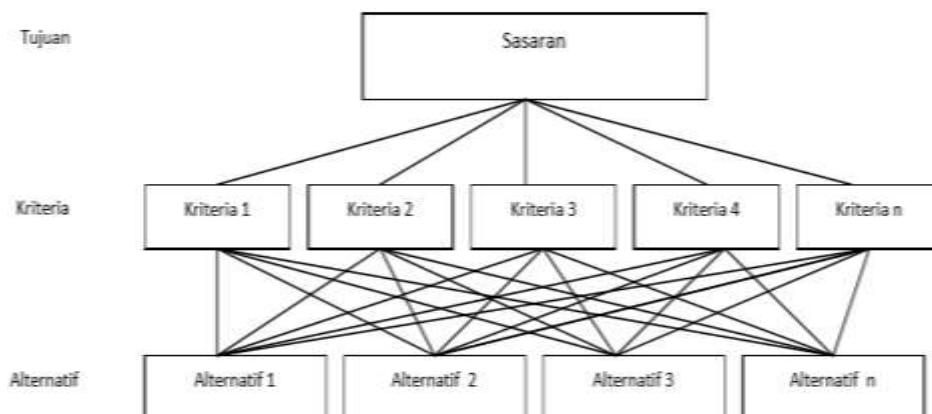 Tujuan
Sasaran
Kriteria
Kriteria 1
Kriteria 2
Kriteria 3
Kriteria 4
Kriteria n
Alternatif
Alternatif 1
Alternatif 2
Alternatif 3
Alternatif n